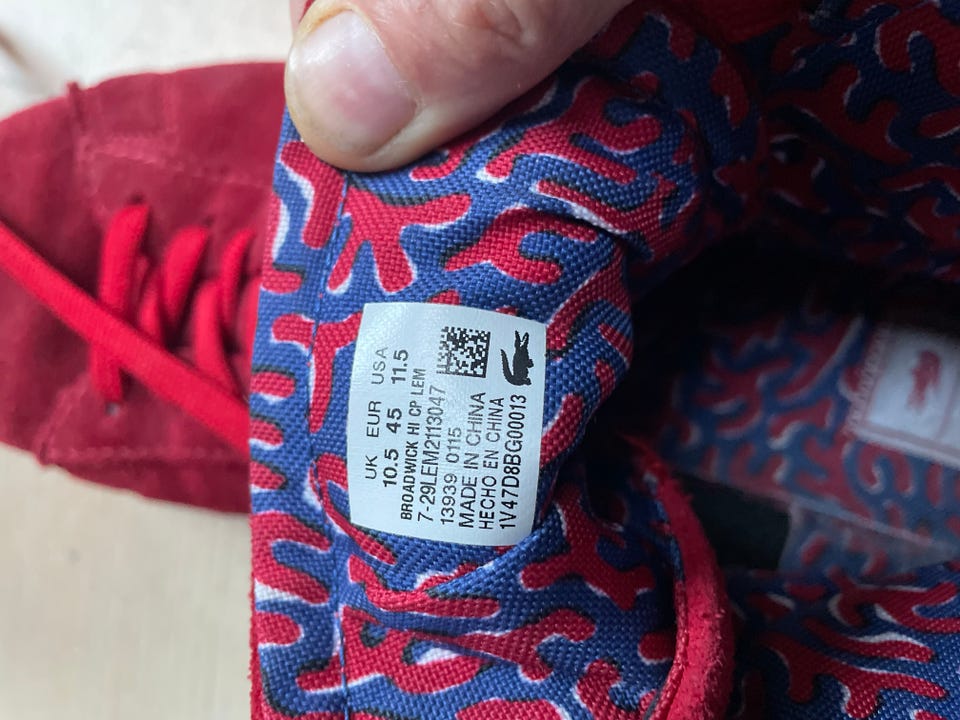 UK EUR USA
10.5 45 11.5
BROADWICK HI CP LEM
7-29LEM2113047
13939 0115
MADE IN CHINA
HECHO EN CHINA
1V47D8BG00013